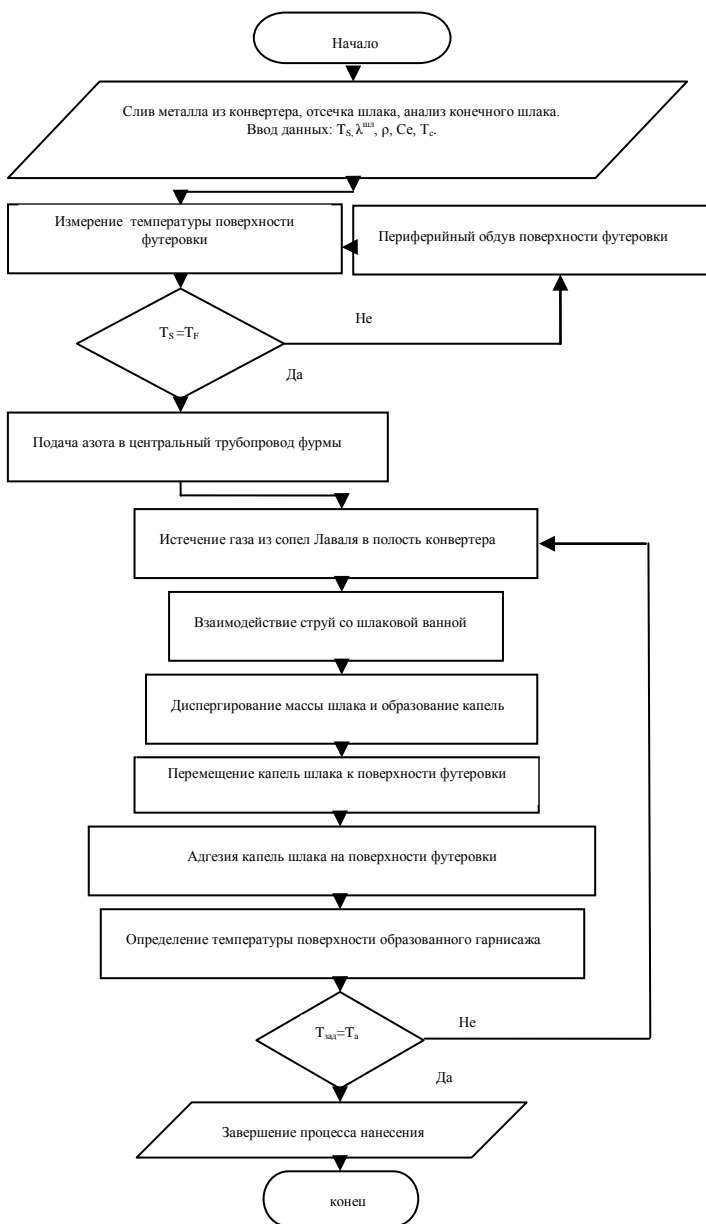 Начало
Слив металла из конвертера, отсечка шлака, анализ конечного шлака.
Ввод данных: T_S, λ^шл, ρ, Ce, T_c.
Измерение температуры поверхности
футеровки
Периферийный обдув поверхности футеровки
T_S =T_F
Не
Да
Подача азота в центральный трубопровод фурмы
Истечение газа из сопел Лаваля в полость конвертера
Взаимодействие струй со шлаковой ванной
Диспергирование массы шлака и образование капель
Перемещение капель шлака к поверхности футеровки
Адгезия капель шлака на поверхности футеровки
Определение температуры поверхности образованного гарнисажа
T_зад=T_а
Не
Да
Завершение процесса нанесения
конец